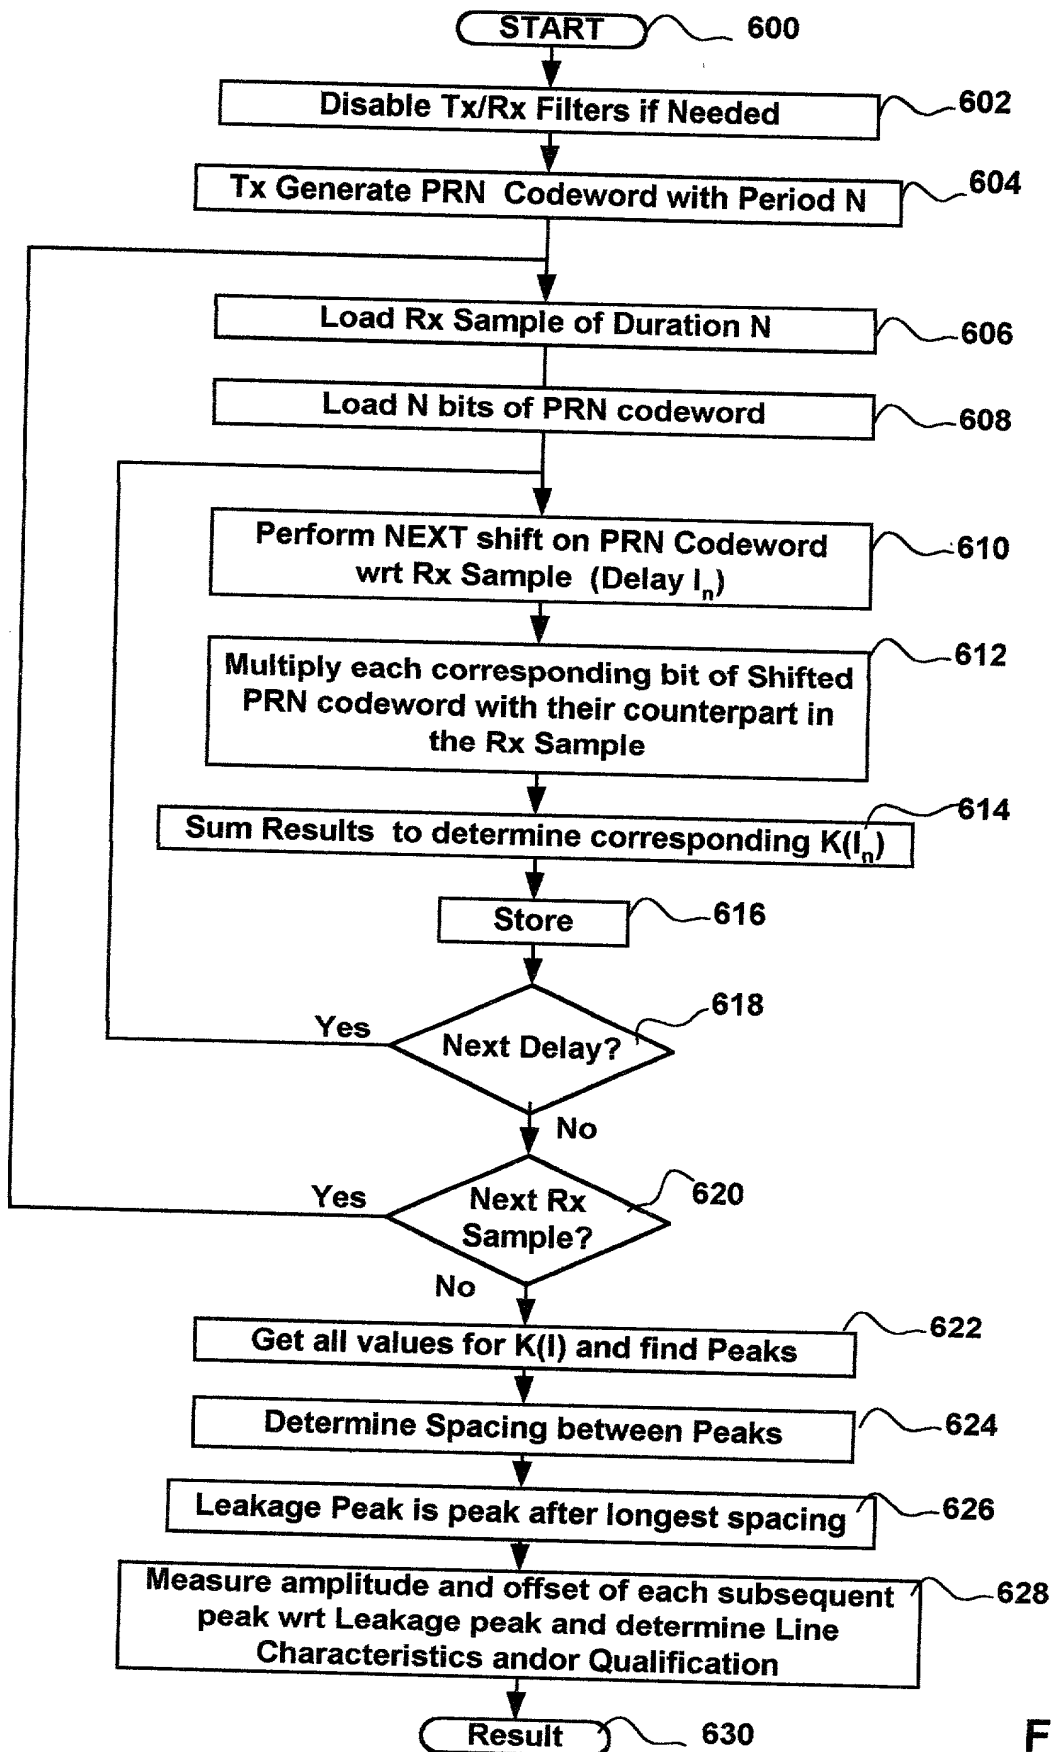 START
600
Disable Tx/Rx Filters if Needed
602
Tx Generate PRN Codeword with Period N
604
Load Rx Sample of Duration N
606
Load N bits of PRN codeword
608
Perform NEXT shift on PRN Codeword
wrt Rx Sample (Delay In)
610
Multiply each corresponding bit of Shifted
PRN codeword with their counterpart in
the Rx Sample
612
Sum Results to determine corresponding K(In)
614
Store
616
Next Delay?
618
Yes
No
Next Rx
Sample?
620
Yes
No
Get all values for K(I) and find Peaks
622
Determine Spacing between Peaks
624
Leakage Peak is peak after longest spacing
626
Measure amplitude and offset of each subsequent
peak wrt Leakage peak and determine Line
Characteristics andor Qualification
628
Result
630
F